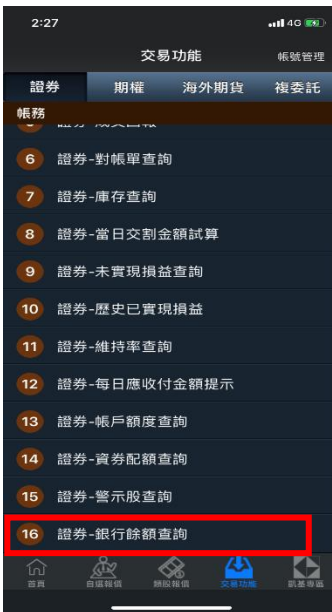 2:27
4G
交易功能
帳號管理
證券 期權 海外期貨 複委託
帳務
6 證券-對帳單查詢
7 證券-庫存查詢
8 證券-當日交割金額試算
9 證券-未實現損益查詢
10 證券-歷史已實現損益
11 證券-維持率查詢
12 證券-每日應收付金額提示
13 證券-帳戶額度查詢
14 證券-資券配額查詢
15 證券-警示股查詢
16 證券-銀行餘額查詢
首頁 自選報價 類股報價 交易功能 凱基專區